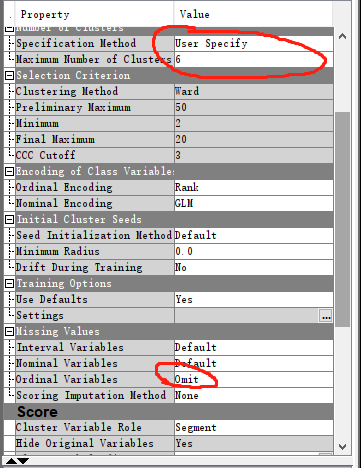 . Property Value
Number of Clusters
Specification Method User Specify
Maximum Number of Clusters 6
Selection Criterion
Clustering Method Ward
Preliminary Maximum 50
Minimum 2
Final Maximum 20
CCC Cutoff 3
Encoding of Class Variable
Ordinal Encoding Rank
Nominal Encoding GLM
Initial Cluster Seeds
Seed Initialization Method Default
Minimum Radius 0.0
Drift During Training No
Training Options
Use Defaults Yes
Settings ...
Missing Values
Interval Variables Default
Nominal Variables Default
Ordinal Variables Omit
Scoring Imputation Method None
Score
Cluster Variable Role Segment
Hide Original Variables Yes